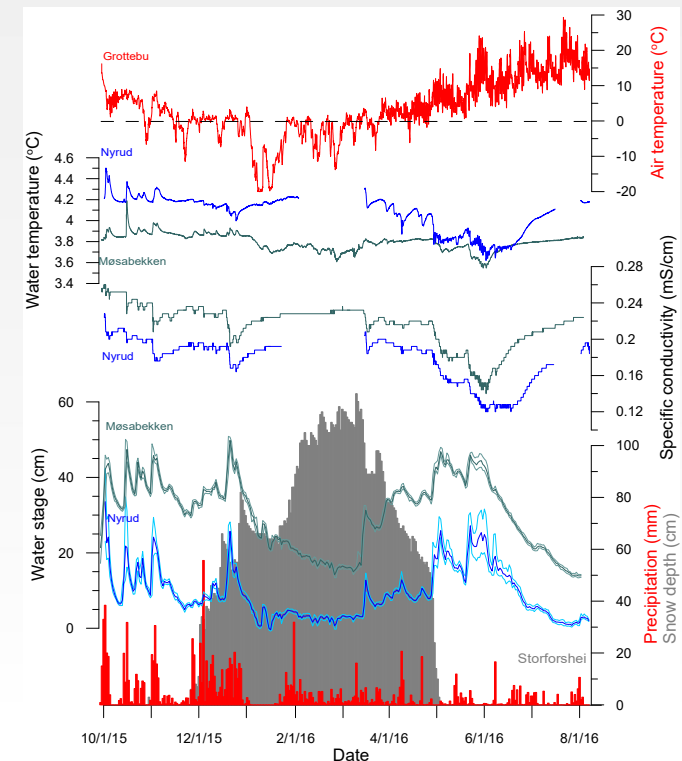 Grottebu
30
20
10
0
-10
-20
Air temperature (°C)
Nyrud
4.6
4.4
4.2
4
3.8
3.6
3.4
Water temperature (°C)
Møsabekken
0.28
0.24
0.2
0.16
0.12
Specific conductivity (mS/cm)
Nyrud
60
40
20
0
Water stage (cm)
Møsabekken
Nyrud
100
80
60
40
20
0
Precipitation (mm)
Snow depth (cm)
Storforshei
10/1/15
12/1/15
2/1/16
4/1/16
6/1/16
8/1/16
Date